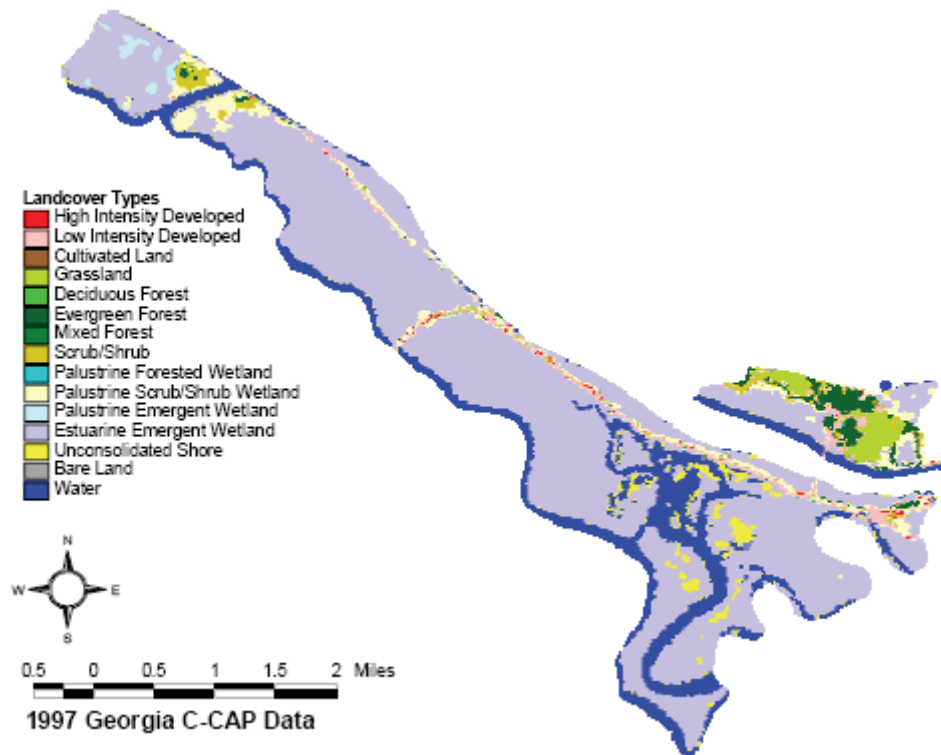 Landcover Types
High Intensity Developed
Low Intensity Developed
Cultivated Land
Grassland
Deciduous Forest
Evergreen Forest
Mixed Forest
Scrub/Shrub
Palustrine Forested Wetland
Palustrine Scrub/Shrub Wetland
Palustrine Emergent Wetland
Estuarine Emergent Wetland
Unconsolidated Shore
Bare Land
Water
N
W E
S
0.5 0 0.5 1 1.5 2 Miles
1997 Georgia C-CAP Data